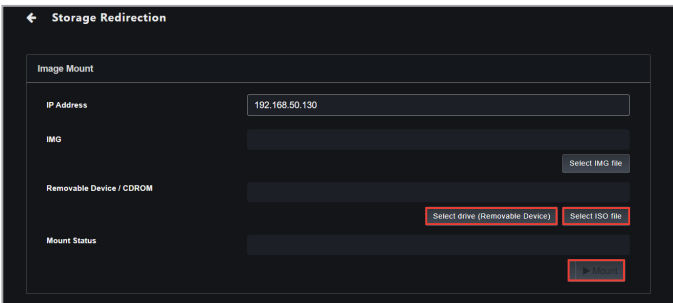 Storage Redirection
Image Mount
IP Address
192.168.50.130
IMG
Select IMG file
Removable Device / CDROM
Select drive (Removable Device) Select ISO file
Mount Status
Mount